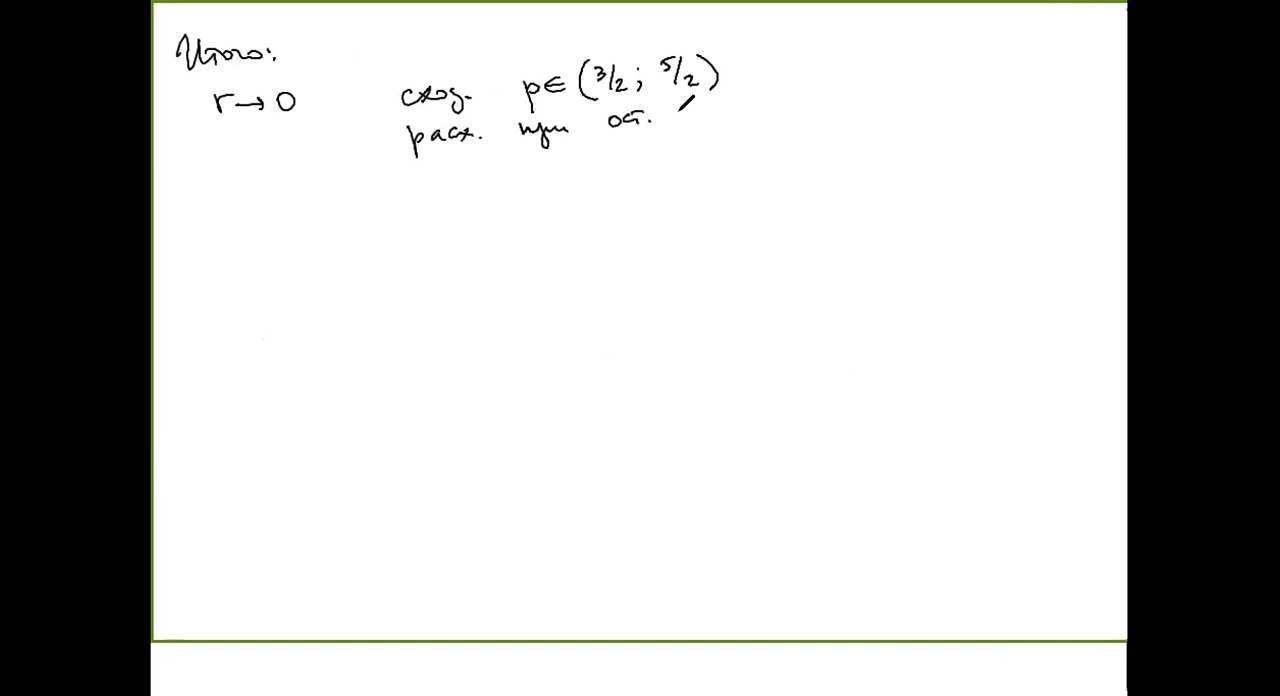 Итого:
r → 0 сход. p ∈ (3/2; 5/2)
расх. при ост.